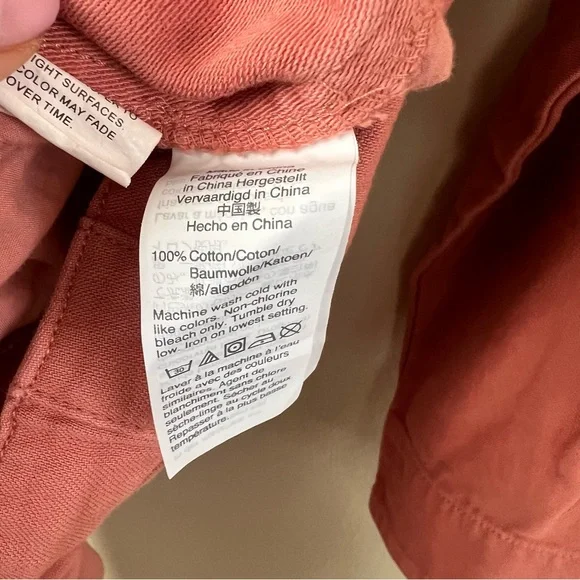 IGHT SURFACES.
COLOR MAY FADE
OVER TIME.
Fabriqué en Chine
in China Hergestellt
Vervaardigd in China
中国製
Hecho en China
100% Cotton/Coton/
Baumwolle/Katoen/
綿/algodón
Machine wash cold with
like colors. Non-chlorine
bleach only. Tumble dry
low. Iron on lowest setting.
30
Laver à la machine à l'eau
froide avec des couleurs
similaires. Agent de
blanchiment sans chlore
seulement. Sécher au
sèche-linge au cycle doux.
Repasser à la plus basse
température.